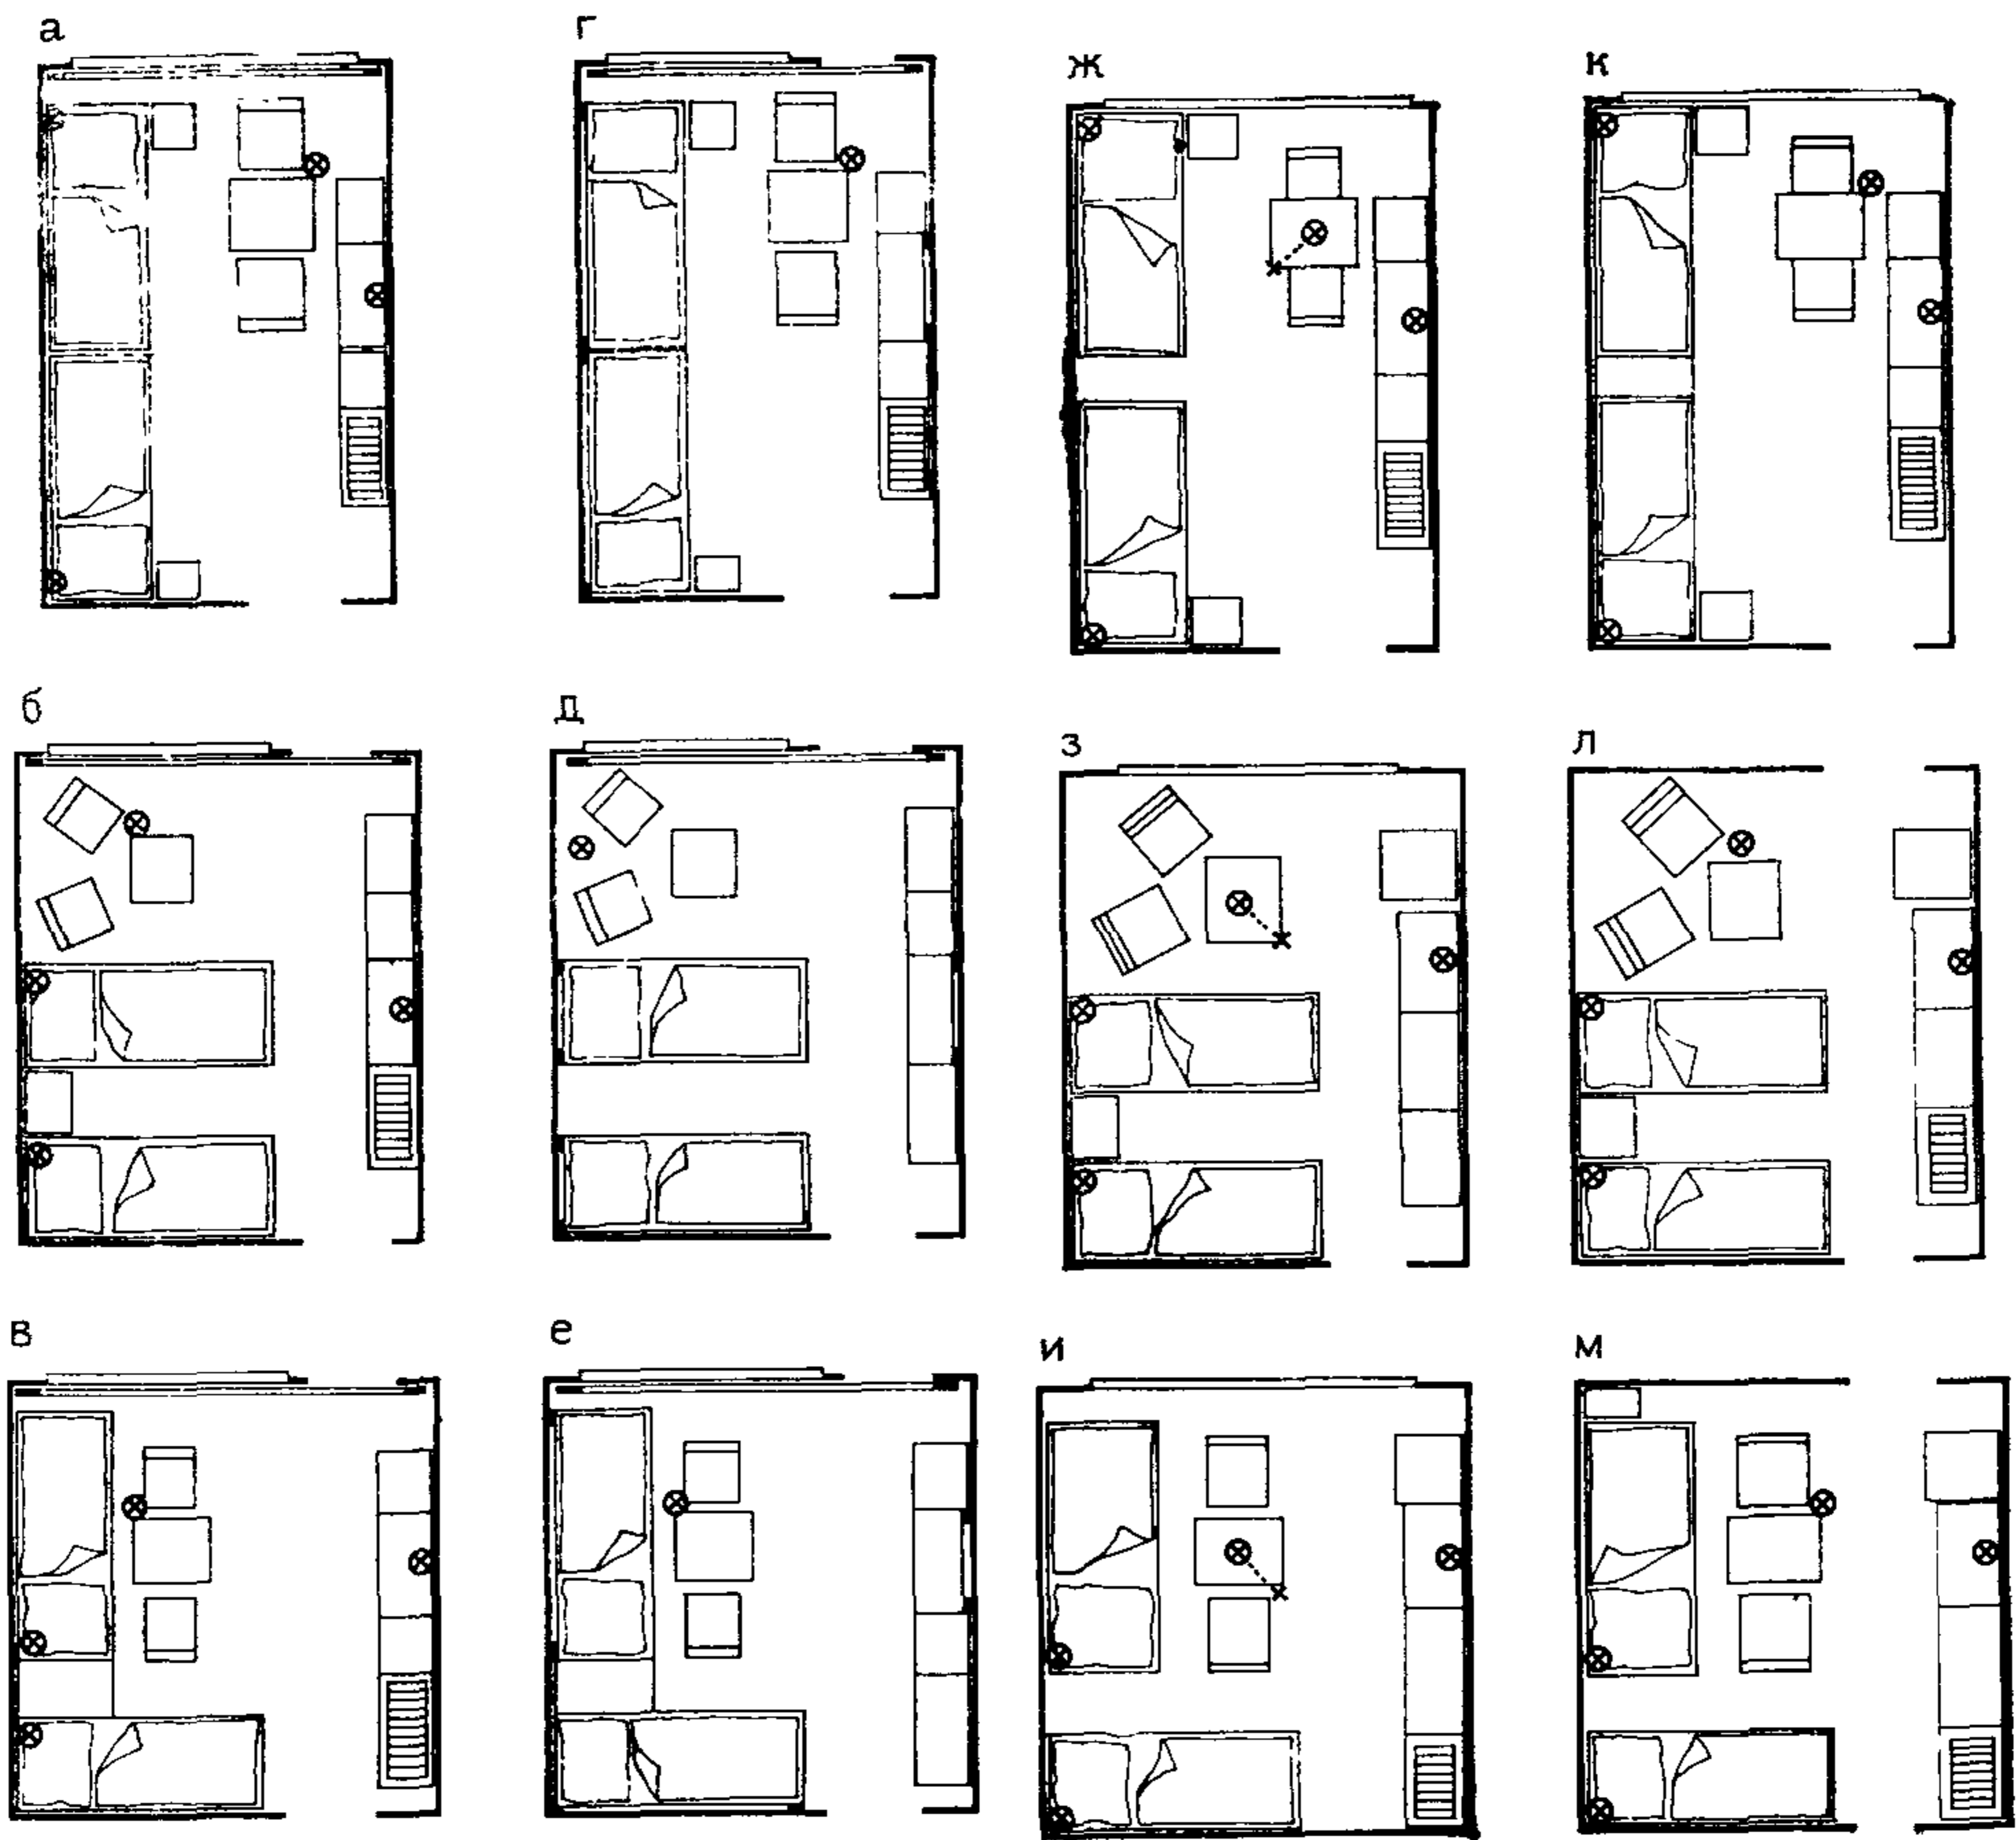 а г ж к
б д з л
в е и м